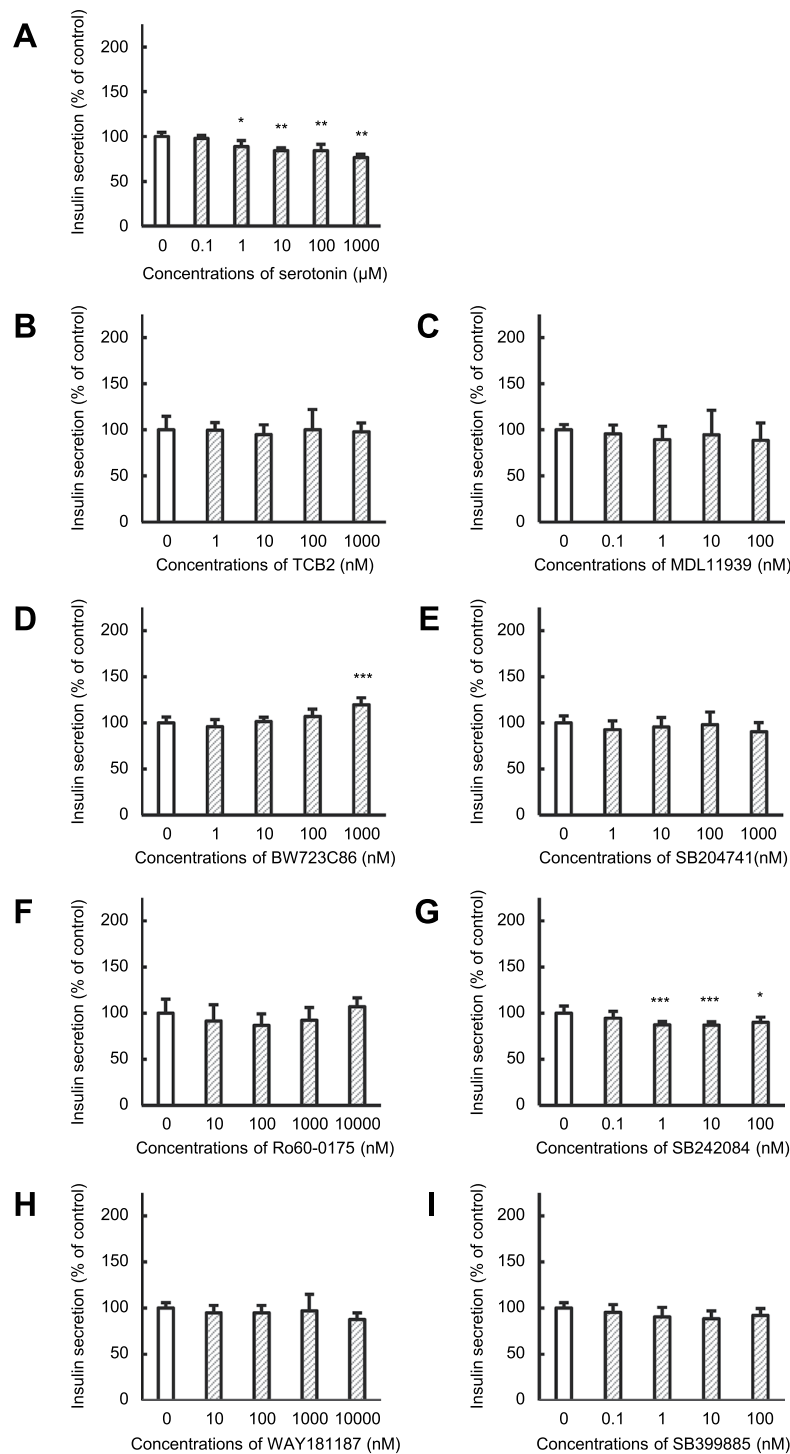 A
Insulin secretion (% of control)
200
150
100
50
0
*
**
**
**
0 0.1 1 10 100 1000
Concentrations of serotonin (µM)
B
Insulin secretion (% of control)
200
150
100
50
0
0 1 10 100 1000
Concentrations of TCB2 (nM)
C
Insulin secretion (% of control)
200
150
100
50
0
0 0.1 1 10 100
Concentrations of MDL11939 (nM)
D
Insulin secretion (% of control)
200
150
100
50
0
***
0 1 10 100 1000
Concentrations of BW723C86 (nM)
E
Insulin secretion (% of control)
200
150
100
50
0
0 1 10 100 1000
Concentrations of SB204741(nM)
F
Insulin secretion (% of control)
200
150
100
50
0
0 10 100 1000 10000
Concentrations of Ro60-0175 (nM)
G
Insulin secretion (% of control)
200
150
100
50
0
*** *** *
0 0.1 1 10 100
Concentrations of SB242084 (nM)
H
Insulin secretion (% of control)
200
150
100
50
0
0 10 100 1000 10000
Concentrations of WAY181187 (nM)
I
Insulin secretion (% of control)
200
150
100
50
0
0 0.1 1 10 100
Concentrations of SB399885 (nM)